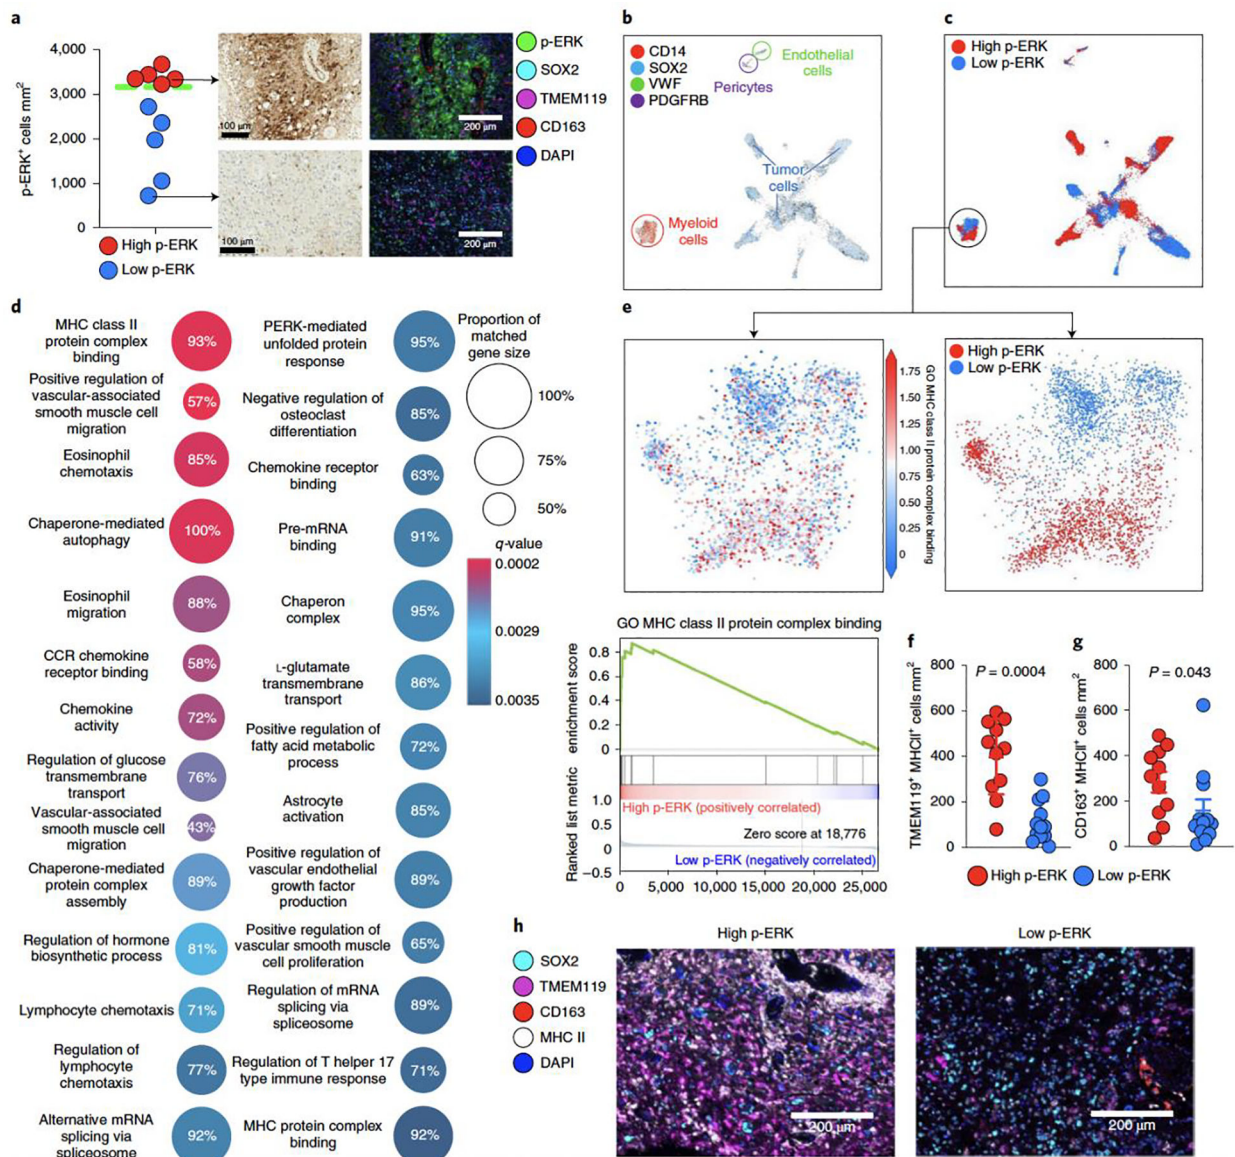 a
4,000
3,000
2,000
1,000
0
p-ERK⁺ cells mm²
High p-ERK
Low p-ERK
100 μm
200 μm
100 μm
200 μm
p-ERK
SOX2
TMEM119
CD163
DAPI
b
CD14
SOX2
VWF
PDGFRB
Endothelial
cells
Pericytes
Tumor
cells
Myeloid
cells
c
High p-ERK
Low p-ERK
d
MHC class II
protein complex
binding
93%
Positive regulation of
vascular-associated
smooth muscle cell
migration
57%
Eosinophil
chemotaxis
85%
Chaperone-mediated
autophagy
100%
Eosinophil
migration
88%
CCR chemokine
receptor binding
58%
Chemokine
activity
72%
Regulation of glucose
transmembrane
transport
76%
Vascular-associated
smooth muscle cell
migration
43%
Chaperone-mediated
protein complex
assembly
89%
Regulation of hormone
biosynthetic process
81%
Lymphocyte chemotaxis
71%
Regulation of
lymphocyte
chemotaxis
77%
Alternative mRNA
splicing via
spliceosome
92%
PERK-mediated
unfolded protein
response
95%
Negative regulation of
osteoclast
differentiation
85%
Chemokine receptor
binding
63%
Pre-mRNA
binding
91%
Chaperon
complex
95%
L-glutamate
transmembrane
transport
86%
Positive regulation of
fatty acid metabolic
process
72%
Astrocyte
activation
85%
Positive regulation of
vascular endothelial
growth factor
production
89%
Positive regulation of
vascular smooth muscle
cell proliferation
65%
Regulation of mRNA
splicing via
spliceosome
89%
Regulation of T helper 17
type immune response
71%
MHC protein complex
binding
92%
Proportion of
matched
gene size
100%
75%
50%
q-value
0.0002
0.0029
0.0035
e
1.75
1.50
1.25
1.00
0.75
0.50
0.25
0
GO MHC class II protein complex binding
High p-ERK
Low p-ERK
GO MHC class II protein complex binding
enrichment score
0.8
0.6
0.4
0.2
0
Ranked list metric
1.0
0.5
0
−0.5
High p-ERK (positively correlated)
Zero score at 18,776
Low p-ERK (negatively correlated)
0
5,000
10,000
15,000
20,000
25,000
f
800
600
400
200
0
TMEM119⁺ MHCII⁺ cells mm²
P = 0.0004
g
800
600
400
200
0
CD163⁺ MHCII⁺ cells mm²
P = 0.043
High p-ERK
Low p-ERK
h
High p-ERK
Low p-ERK
SOX2
TMEM119
CD163
MHC II
DAPI
200 μm
200 μm